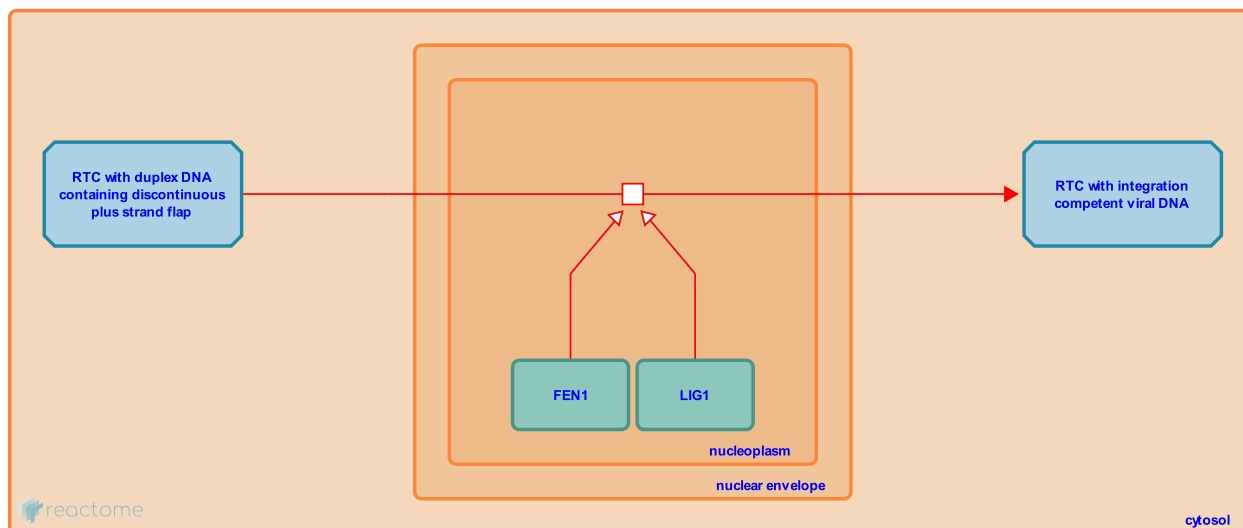 RTC with duplex DNA
containing discontinuous
plus strand flap
RTC with integration
competent viral DNA
FEN1
LIG1
nucleoplasm
nuclear envelope
reactome
cytosol